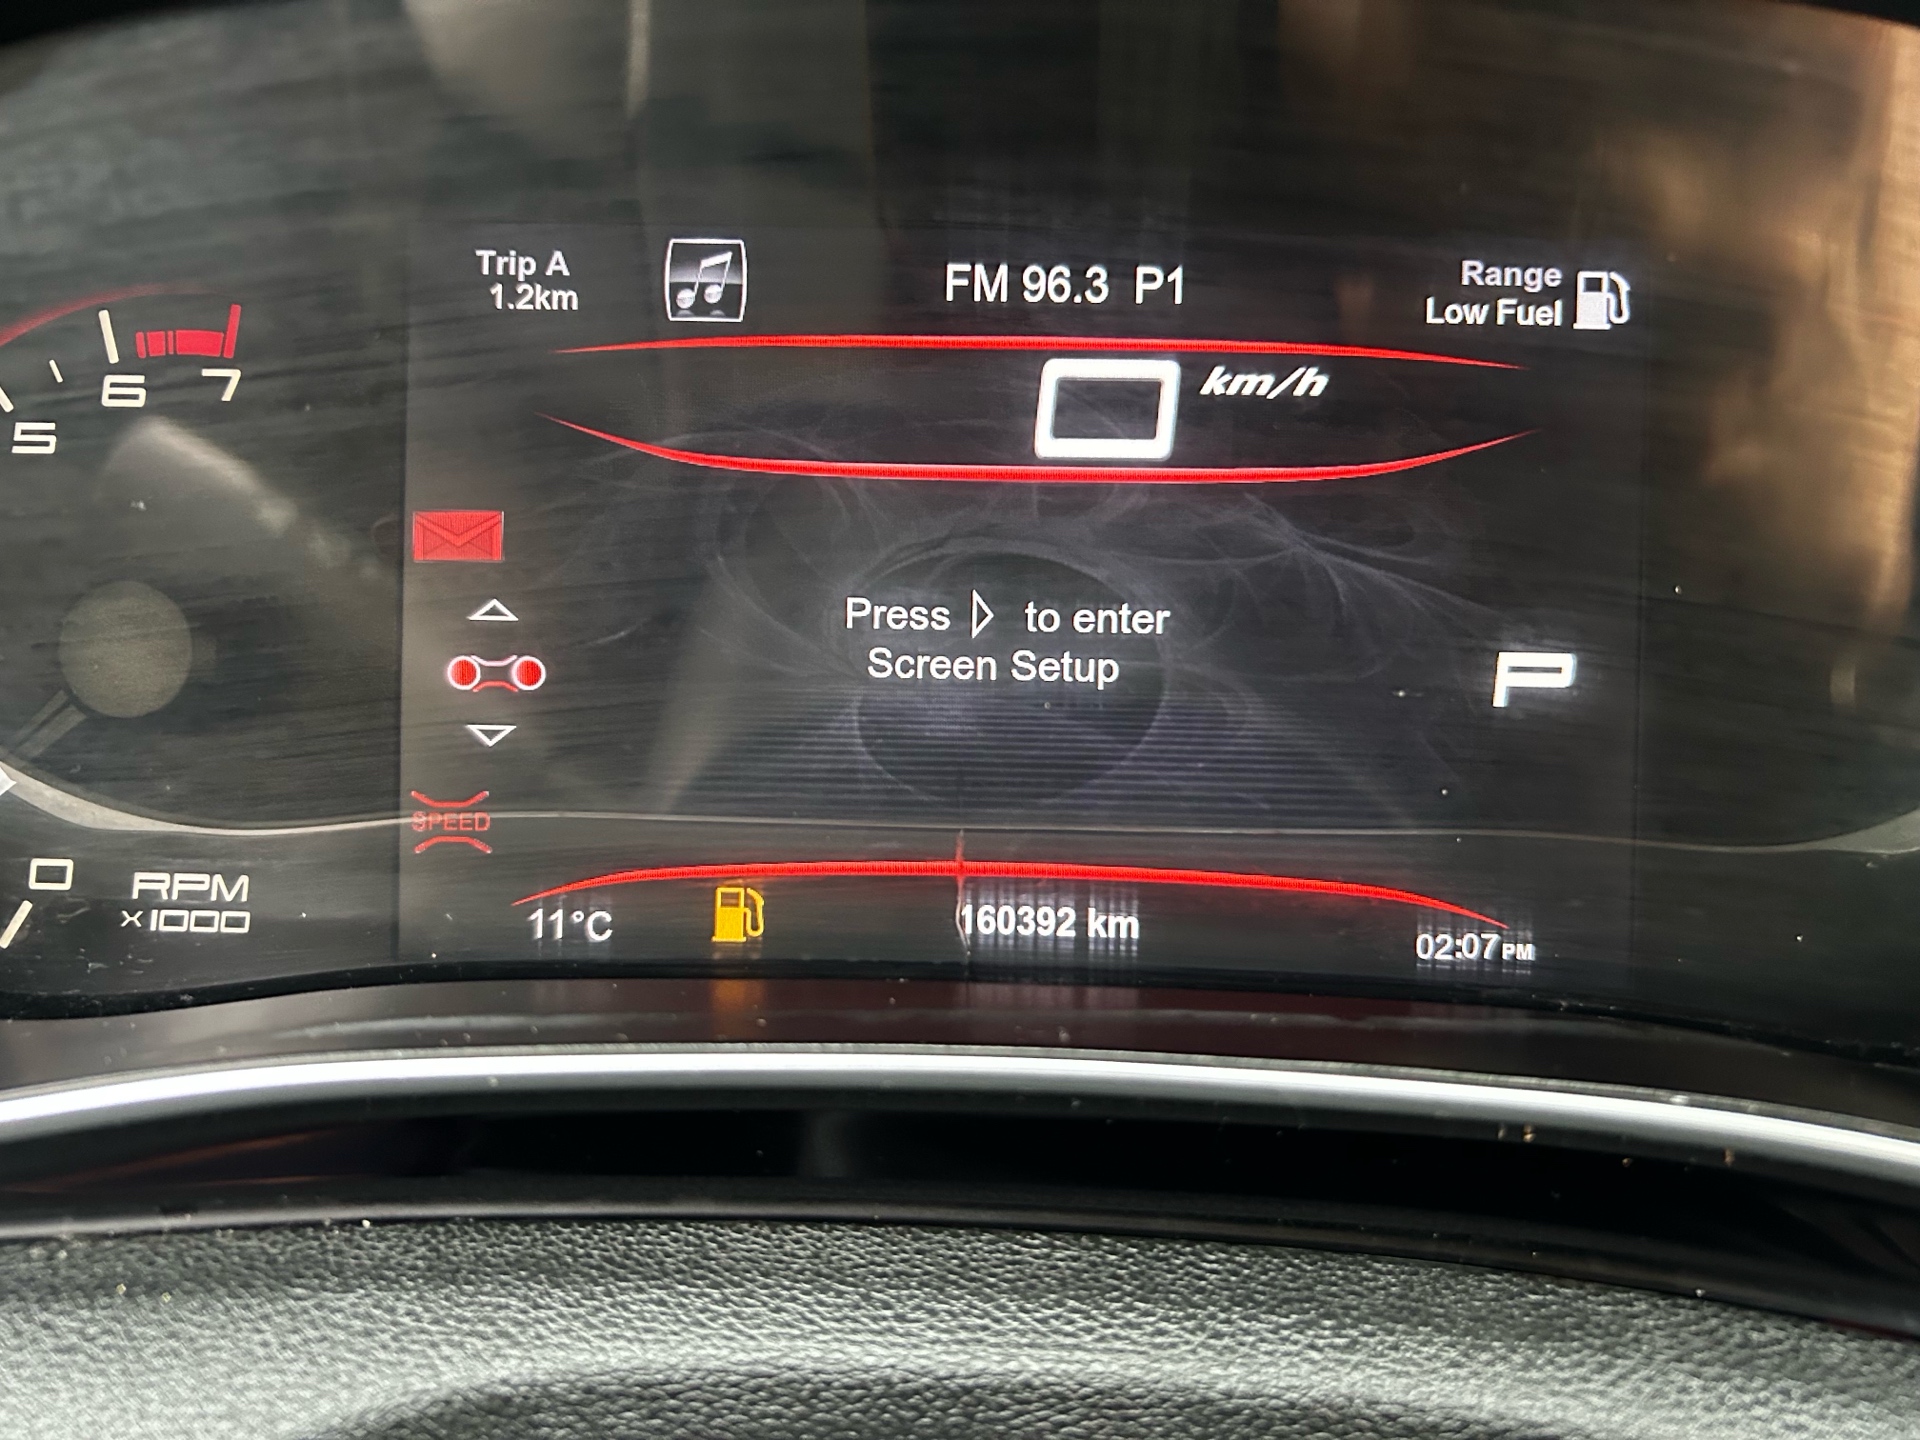 Trip A
1.2km
FM 96.3 P1
Range
Low Fuel
0 km/h
5 6 7
Press ▷ to enter
Screen Setup
P
SPEED
0
RPM
x1000
11°C
160392 km
02:07PM